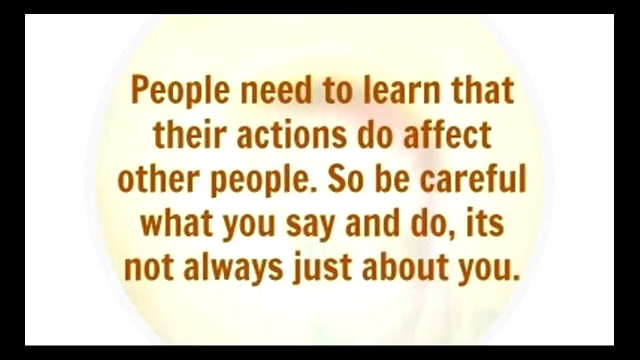 People need to learn that
their actions do affect
other people. So be careful
what you say and do, its
not always just about you.